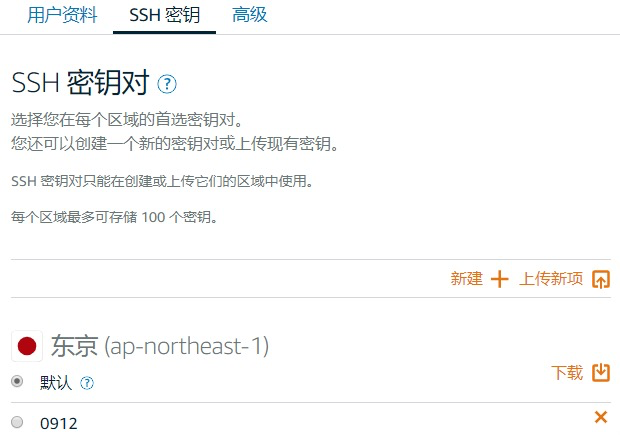 用户资料 SSH 密钥 高级
SSH 密钥对 ?
选择您在每个区域的首选密钥对。
您还可以创建一个新的密钥对或上传现有密钥。
SSH 密钥对只能在创建或上传它们的区域中使用。
每个区域最多可存储 100 个密钥。
新建 + 上传新项
东京 (ap-northeast-1)
默认 ? 下载
0912